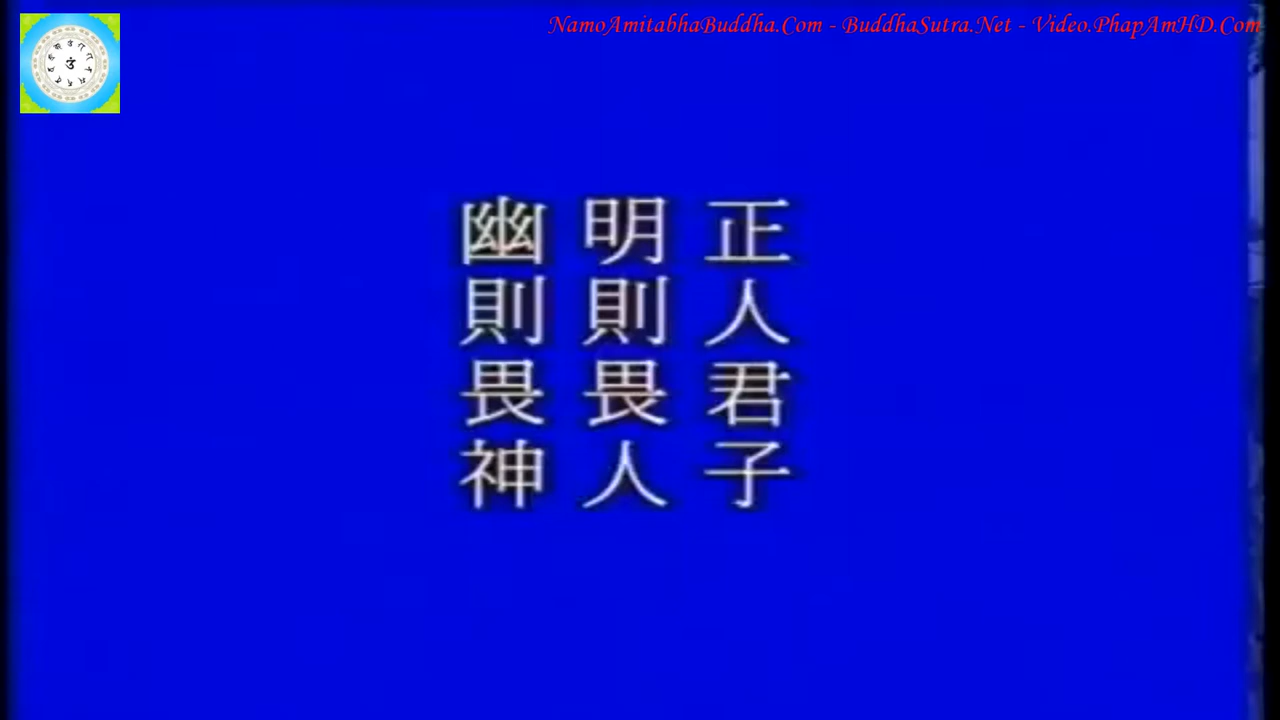 NamoAmitabhaBuddha.Com - BuddhaSutra.Net - Video.PhapAmHD.Com
正人君子
明則畏人
幽則畏神